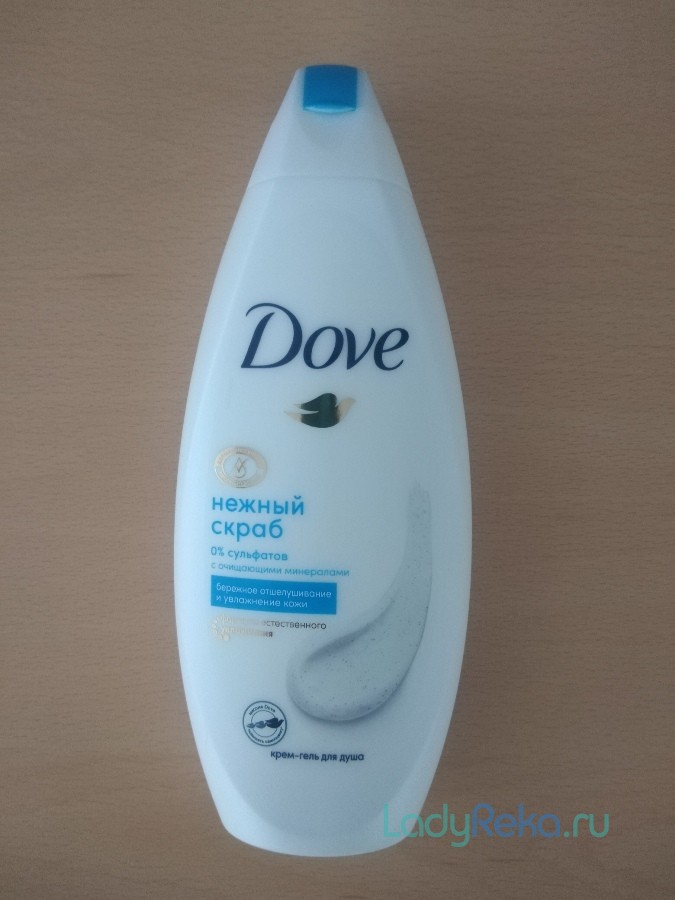 Dove
нежный
скраб
0% сульфатов
с очищающими минералами
бережное отшелушивание
и увлажнение кожи
естественного
крем-гель для душа
LadyReka.ru